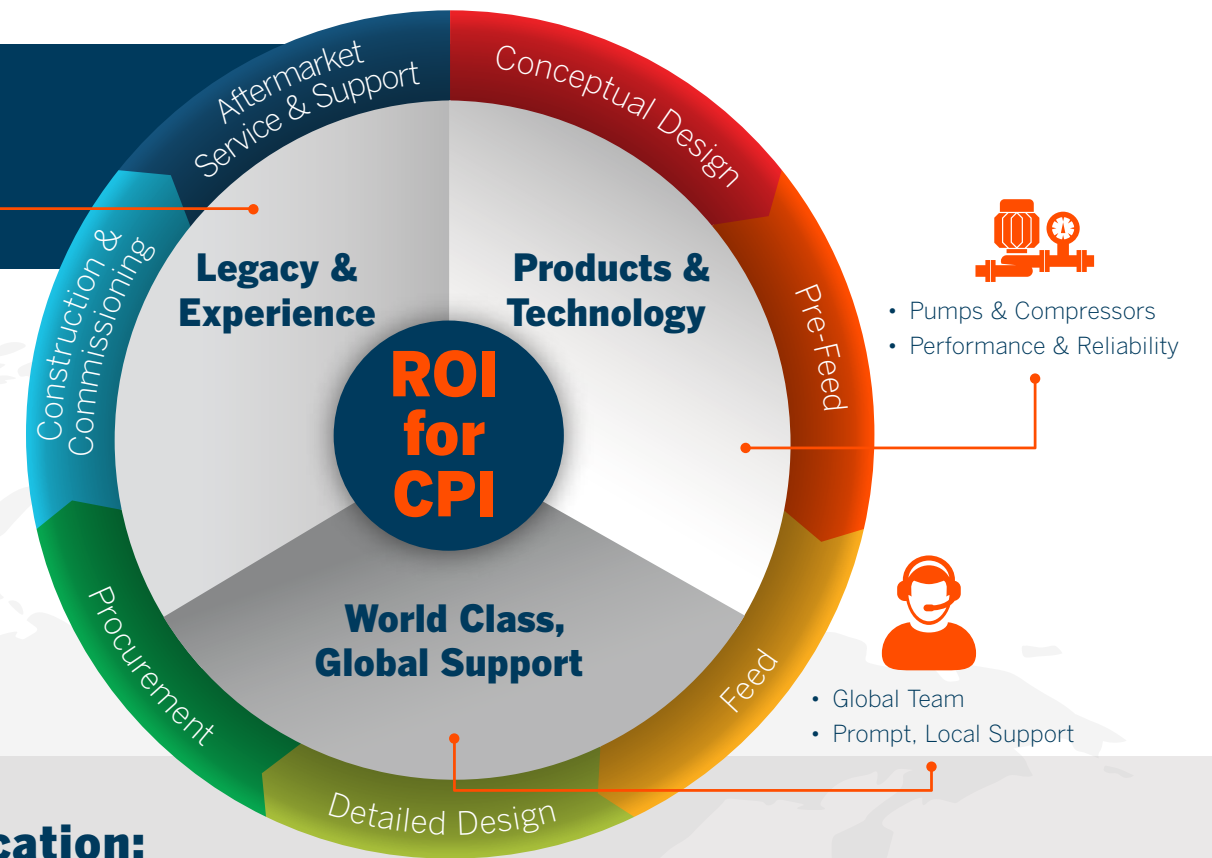 Aftermarket
Service & Support
Conceptual Design
Pre-Feed
Feed
Detailed Design
Procurement
Construction &
Commissioning
Legacy &
Experience
Products &
Technology
ROI
for
CPI
World Class,
Global Support
• Pumps & Compressors
• Performance & Reliability
• Global Team
• Prompt, Local Support
cation: